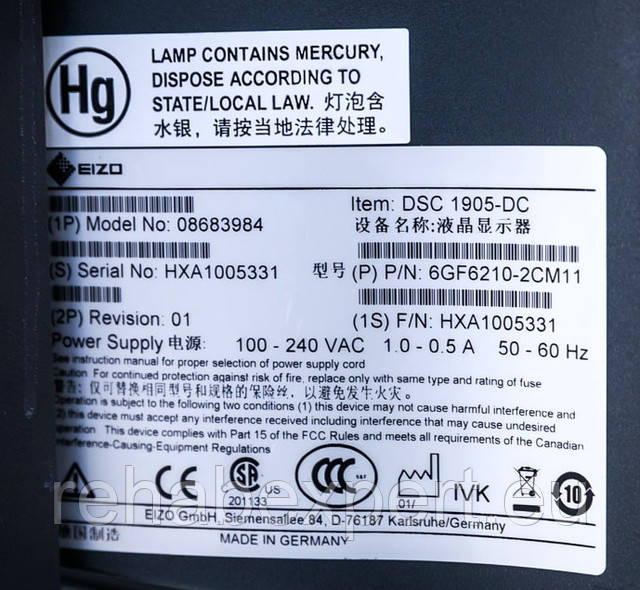 Hg
LAMP CONTAINS MERCURY,
DISPOSE ACCORDING TO
STATE/LOCAL LAW. 灯泡含
水银，请按当地法律处理.
EIZO
Item: DSC 1905-DC
(1P) Model No: 08683984
设备名称:液晶显示器
(S) Serial No: HXA1005331
型号 (P) P/N: 6GF6210-2CM11
(2P) Revision: 01
(1S) F/N: HXA1005331
Power Supply 电源: 100 - 240 VAC 1.0 - 0.5 A 50 - 60 Hz
See instruction manual for proper selection of power supply cord
Caution: For continued protection against risk of fire, replace only with same type and rating of fuse
警告: 仅可替换相同型号和规格的保险丝，以避免发生火灾.
Operation is subject to the following two conditions (1) this device may not cause harmful interference and
(2) this device must accept any interference received including interference that may cause undesired
operation. This device complies with Part 15 of the FCC Rules and meets all requirements of the Canadian
Interference-Causing-Equipment Regulations
CE
US
201133
CCC
S&E
01/
IVK
10
EIZO GmbH, Siemensallee 84, D-76187 Karlsruhe/Germany
德国制造
MADE IN GERMANY
rehabexpert.eu